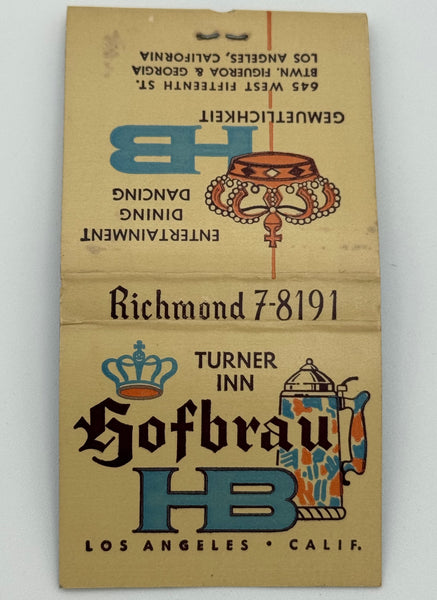 645 WEST FIFTEENTH ST.
BTWN. FIGUEROA & GEORGIA
LOS ANGELES, CALIFORNIA
GEMUETLICHKEIT
HB
ENTERTAINMENT
DINING
DANCING
Richmond 7-8191
TURNER
INN
Hofbrau
HB
LOS ANGELES • CALIF.